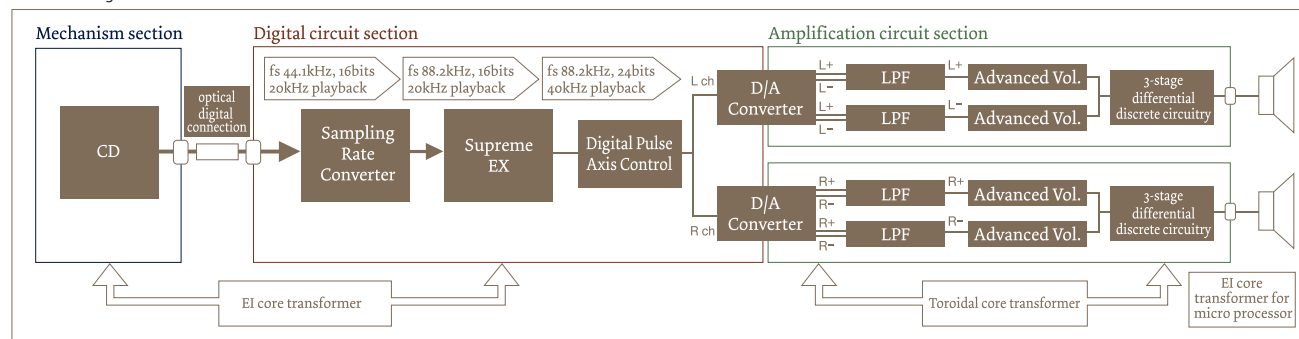 Mechanism section
Digital circuit section
Amplification circuit section
fs 44.1kHz, 16bits
20kHz playback
fs 88.2kHz, 16bits
20kHz playback
fs 88.2kHz, 24bits
40kHz playback
optical
digital
connection
CD
Sampling
Rate
Converter
Supreme
EX
Digital Pulse
Axis Control
L ch
R ch
D/A
Converter
L+
L−
L+
L−
LPF
LPF
L+
L−
Advanced Vol.
Advanced Vol.
3-stage
differential
discrete circuitry
D/A
Converter
R+
R−
R+
R−
LPF
LPF
R+
R−
Advanced Vol.
Advanced Vol.
3-stage
differential
discrete circuitry
EI core transformer
Toroidal core transformer
EI core
transformer for
micro processor